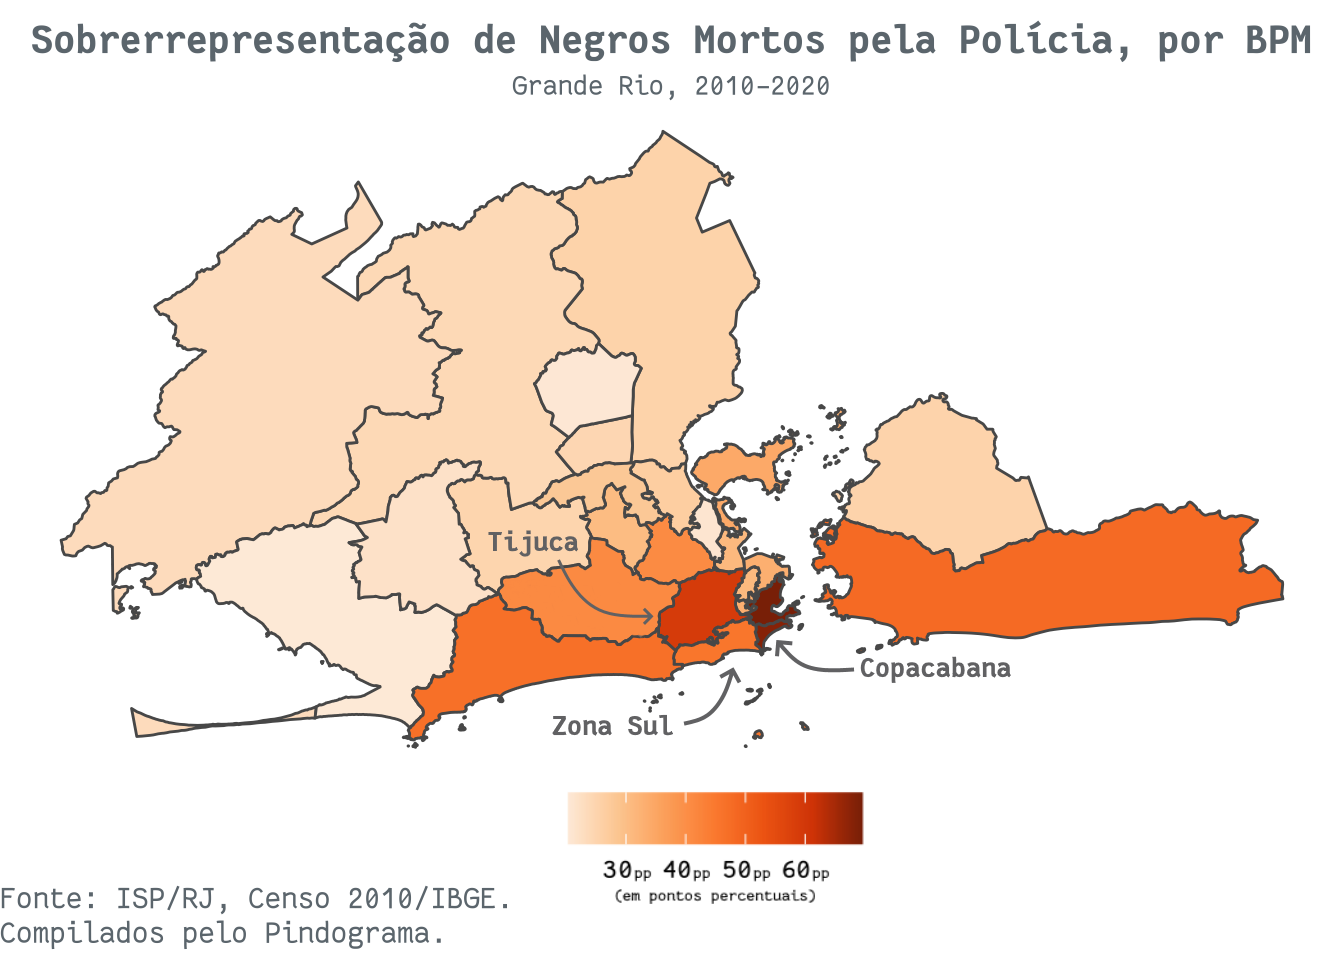 Sobrerrepresentação de Negros Mortos pela Polícia, por BPM
Grande Rio, 2010-2020
Tijuca
Copacabana
Zona Sul
30pp 40pp 50pp 60pp
(em pontos percentuais)
Fonte: ISP/RJ, Censo 2010/IBGE.
Compilados pelo Pindograma.